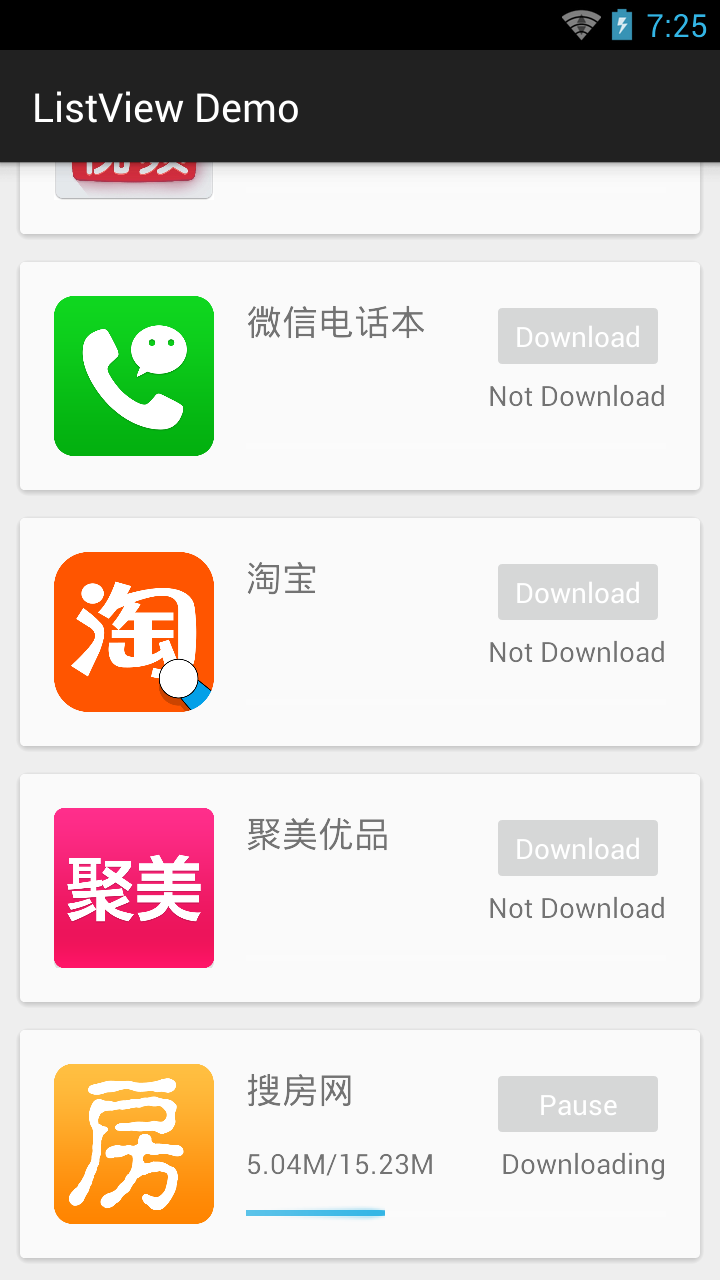 7:25
ListView Demo
微信电话本
Download
Not Download
淘
淘宝
Download
Not Download
聚美
聚美优品
Download
Not Download
房
搜房网
Pause
5.04M/15.23M
Downloading